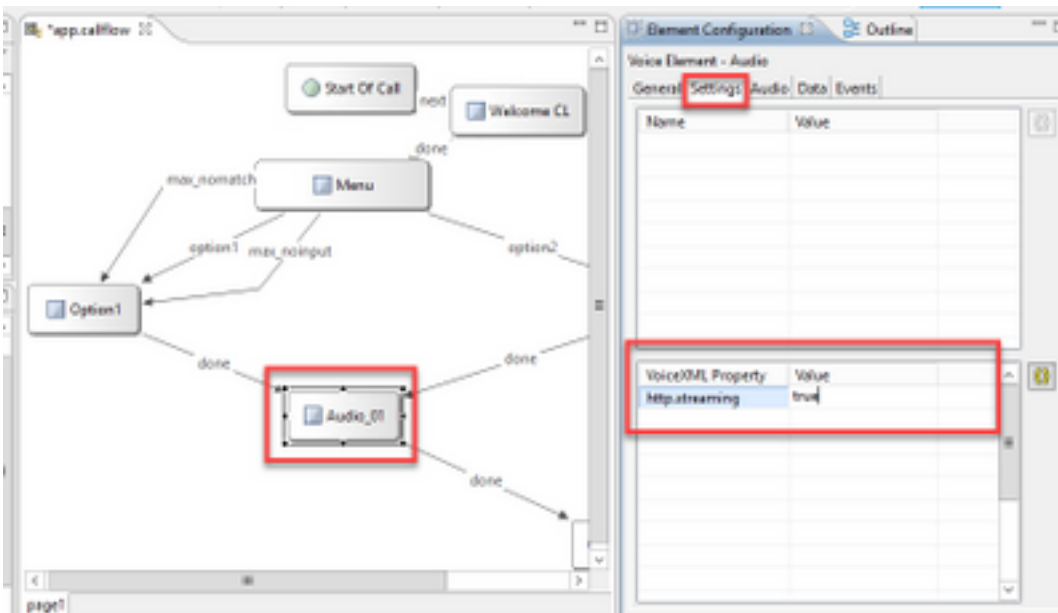 *app.callflow
Start Of Call
next
Welcome CL
done
Menu
max_nomatch
option1
max_noinput
option2
Option1
done
done
Audio_01
done
page1
Element Configuration
Outline
Voice Element - Audio
General Settings Audio Data Events
Name Value
VoiceXML Property Value
http.streaming true